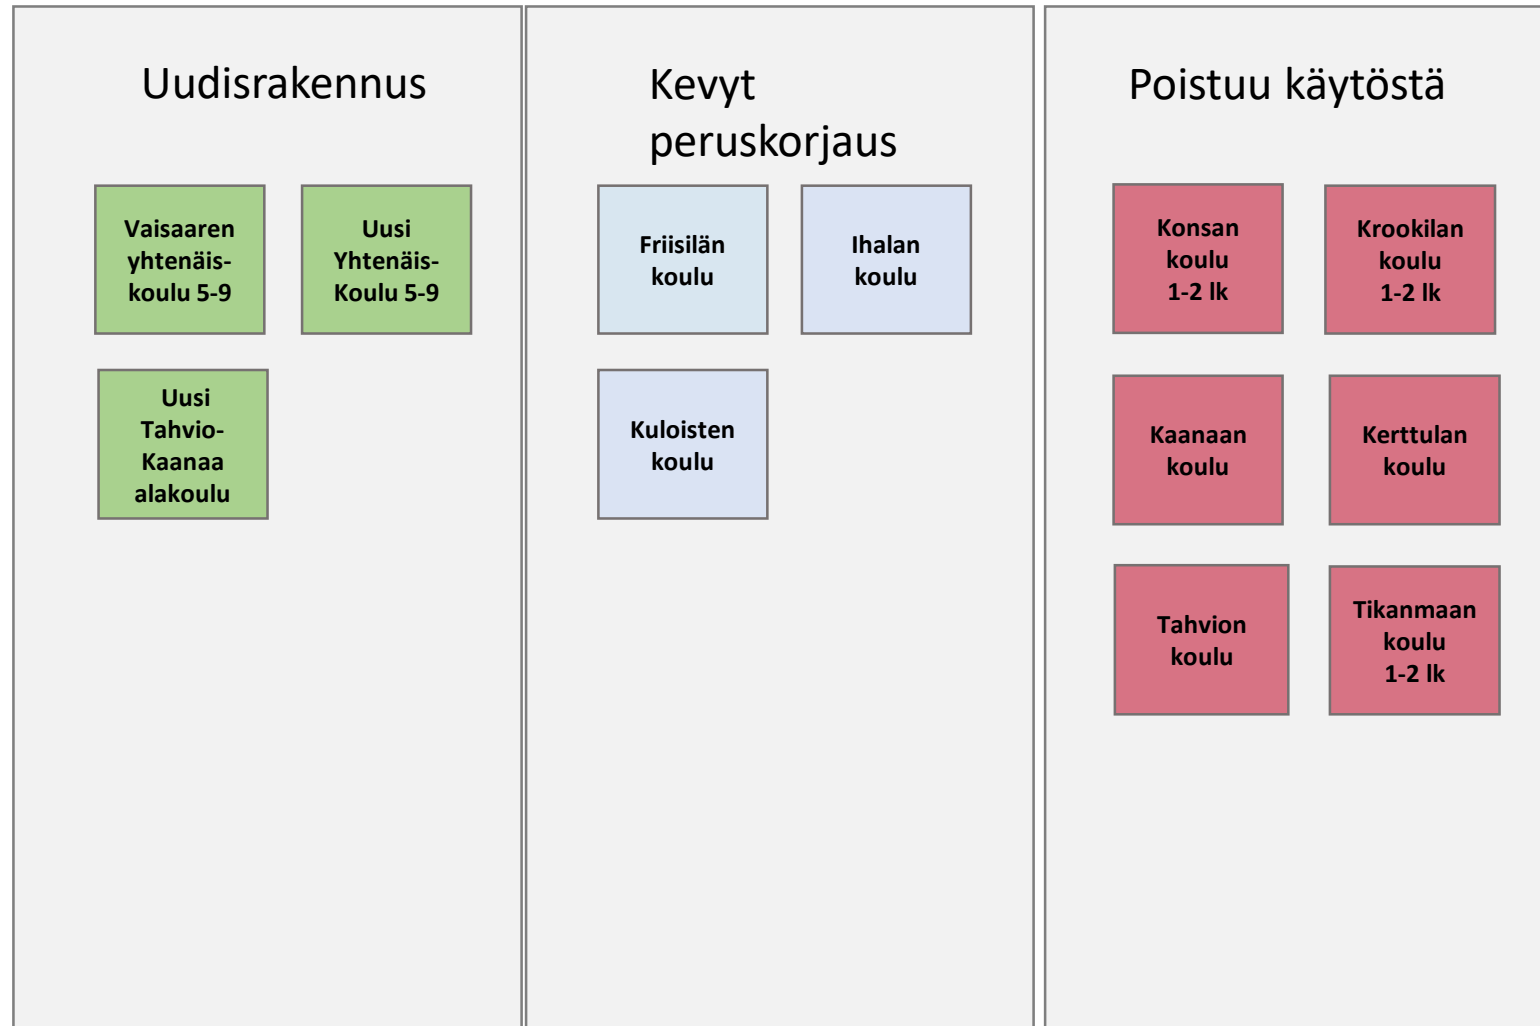 Uudisrakennus
Vaisaaren
yhtenäis-
koulu 5-9
Uusi
Yhtenäis-
Koulu 5-9
Uusi
Tahvio-
Kaanaa
alakoulu
Kevyt
peruskorjaus
Friisilän
koulu
Ihalan
koulu
Kuloisten
koulu
Poistuu käytöstä
Konsan
koulu
1-2 lk
Krookilan
koulu
1-2 lk
Kaanaan
koulu
Kerttulan
koulu
Tahvion
koulu
Tikanmaan
koulu
1-2 lk